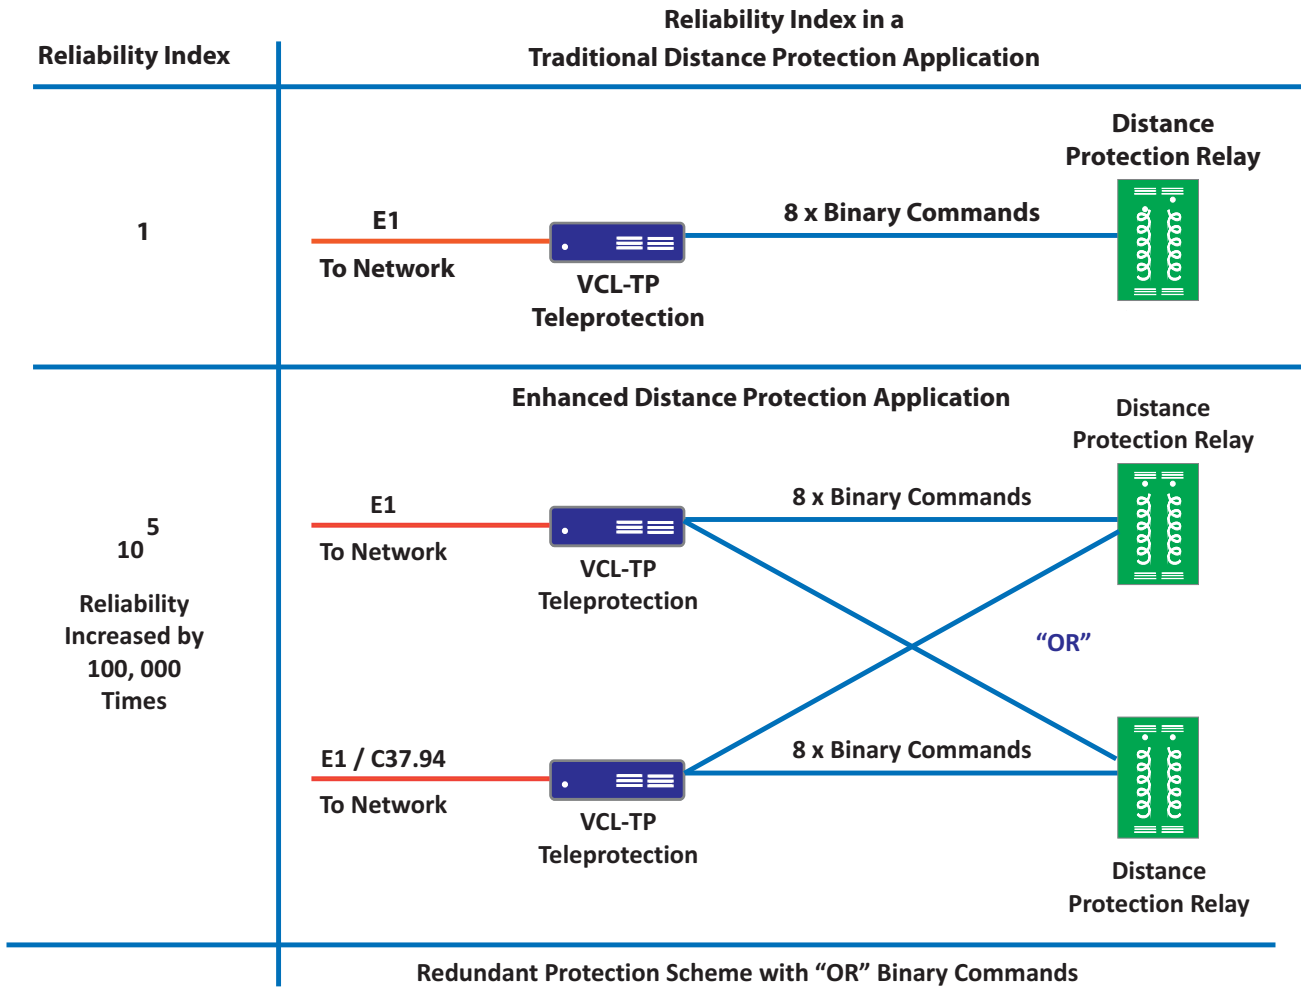 Reliability Index
Reliability Index in a
Traditional Distance Protection Application
1
E1
To Network
VCL-TP
Teleprotection
8 x Binary Commands
Distance
Protection Relay
Enhanced Distance Protection Application
10 5
Reliability
Increased by
100, 000
Times
E1
To Network
VCL-TP
Teleprotection
8 x Binary Commands
Distance
Protection Relay
“OR”
E1 / C37.94
To Network
VCL-TP
Teleprotection
8 x Binary Commands
Distance
Protection Relay
Redundant Protection Scheme with “OR” Binary Commands